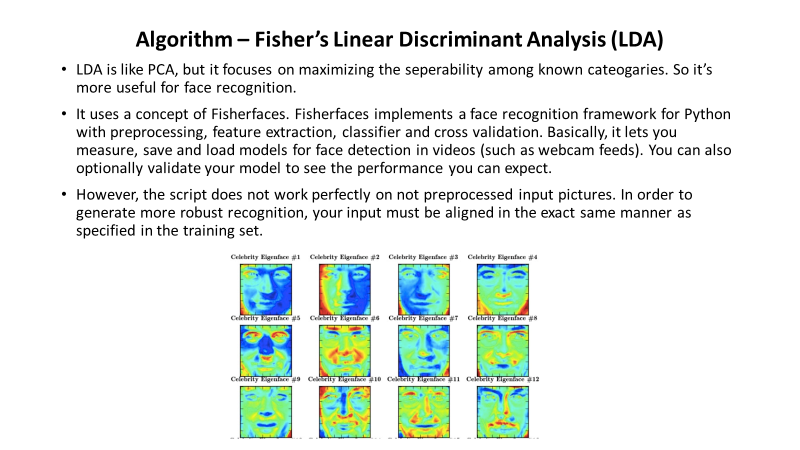 Algorithm – Fisher's Linear Discriminant Analysis (LDA)
• LDA is like PCA, but it focuses on maximizing the seperability among known cateogaries. So it's
more useful for face recognition.
• It uses a concept of Fisherfaces. Fisherfaces implements a face recognition framework for Python
with preprocessing, feature extraction, classifier and cross validation. Basically, it lets you
measure, save and load models for face detection in videos (such as webcam feeds). You can also
optionally validate your model to see the performance you can expect.
• However, the script does not work perfectly on not preprocessed input pictures. In order to
generate more robust recognition, your input must be aligned in the exact same manner as
specified in the training set.
Celebrity Eigenface #1 Celebrity Eigenface #2 Celebrity Eigenface #3 Celebrity Eigenface #4
Celebrity Eigenface #5 Celebrity Eigenface #6 Celebrity Eigenface #7 Celebrity Eigenface #8
Celebrity Eigenface #9 Celebrity Eigenface #10 Celebrity Eigenface #11 Celebrity Eigenface #12